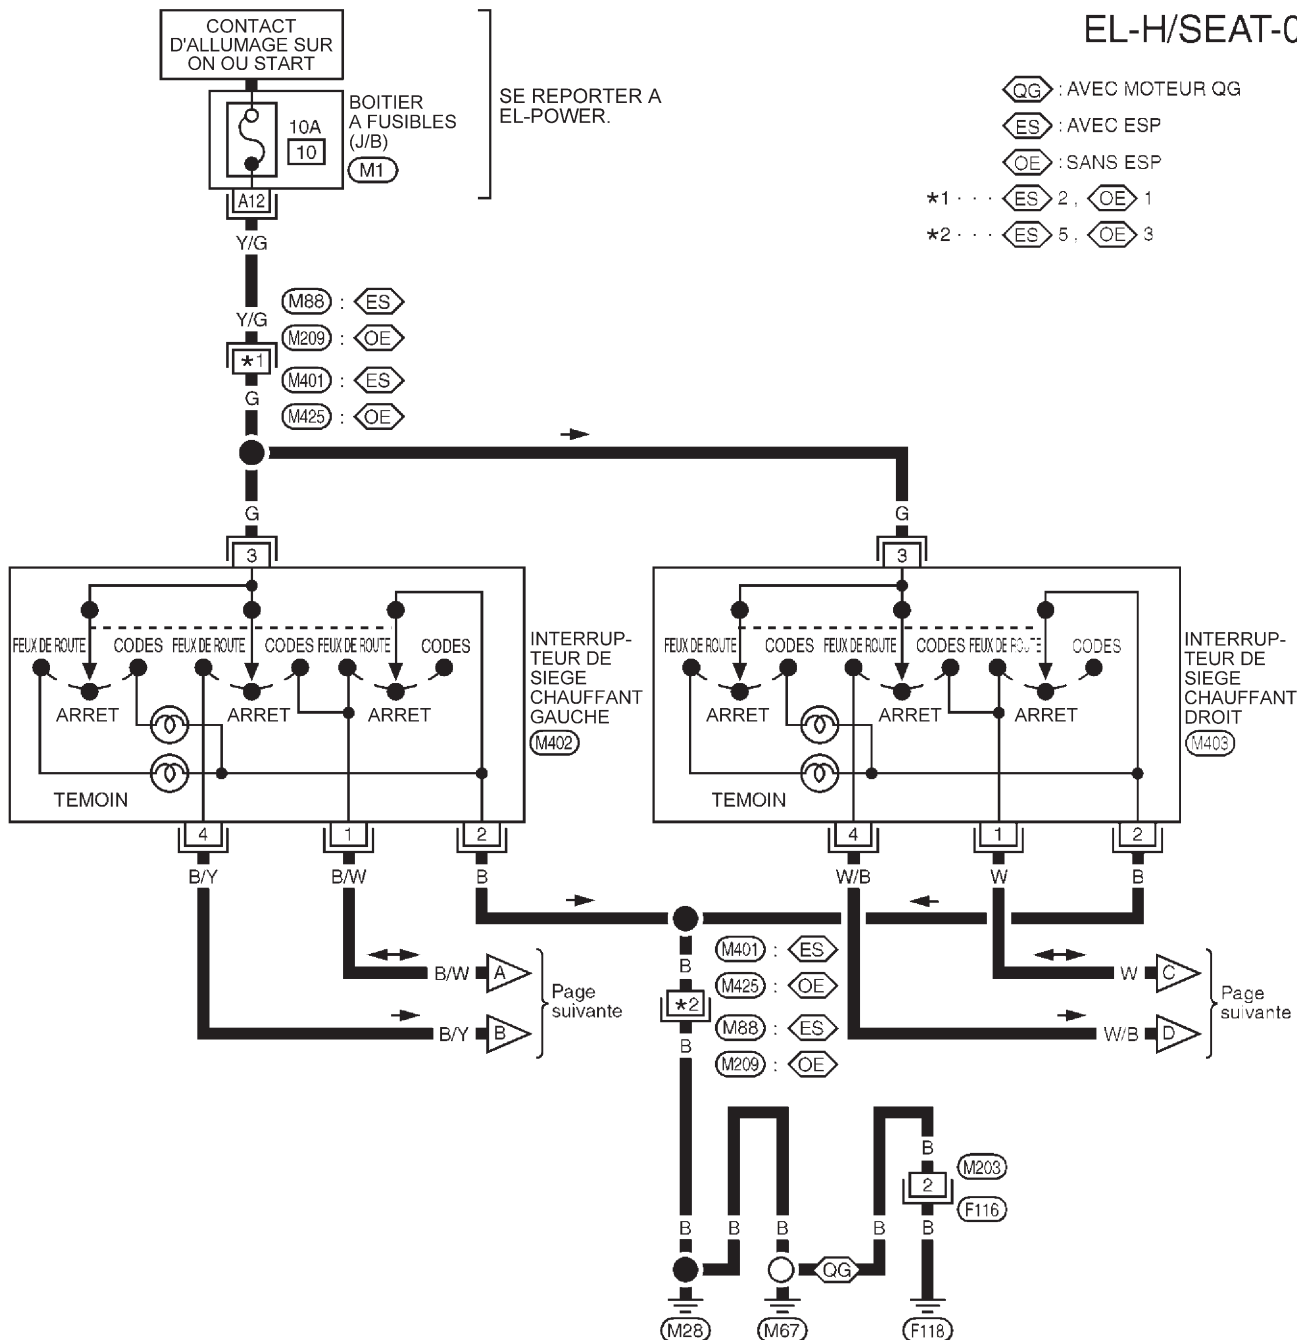 EL-H/SEAT-0
CONTACT
D'ALLUMAGE SUR
ON OU START
BOITIER
A FUSIBLES
(J/B)
M1
10A
10
SE REPORTER A
EL-POWER.
QG : AVEC MOTEUR QG
ES : AVEC ESP
OE : SANS ESP
*1 · · · ES 2 , OE 1
*2 · · · ES 5 , OE 3
A12
Y/G
Y/G
*1
G
M88 : ES
M209 : OE
M401 : ES
M425 : OE
G
G
3
3
FEUX DE ROUTE CODES FEUX DE ROUTE CODES FEUX DE ROUTE CODES
ARRET ARRET ARRET
TEMOIN
INTERRUP-
TEUR DE
SIEGE
CHAUFFANT
GAUCHE
M402
FEUX DE ROUTE CODES FEUX DE ROUTE CODES FEUX DE ROUTE CODES
ARRET ARRET ARRET
TEMOIN
INTERRUP-
TEUR DE
SIEGE
CHAUFFANT
DROIT
M403
4 1 2
4 1 2
B/Y B/W B
W/B W B
B/W A
B/Y B
Page
suivante
W C
W/B D
Page
suivante
B
*2
B
M401 : ES
M425 : OE
M88 : ES
M209 : OE
B
2
B
M203
F116
B B B B
QG
M28 M67 F118